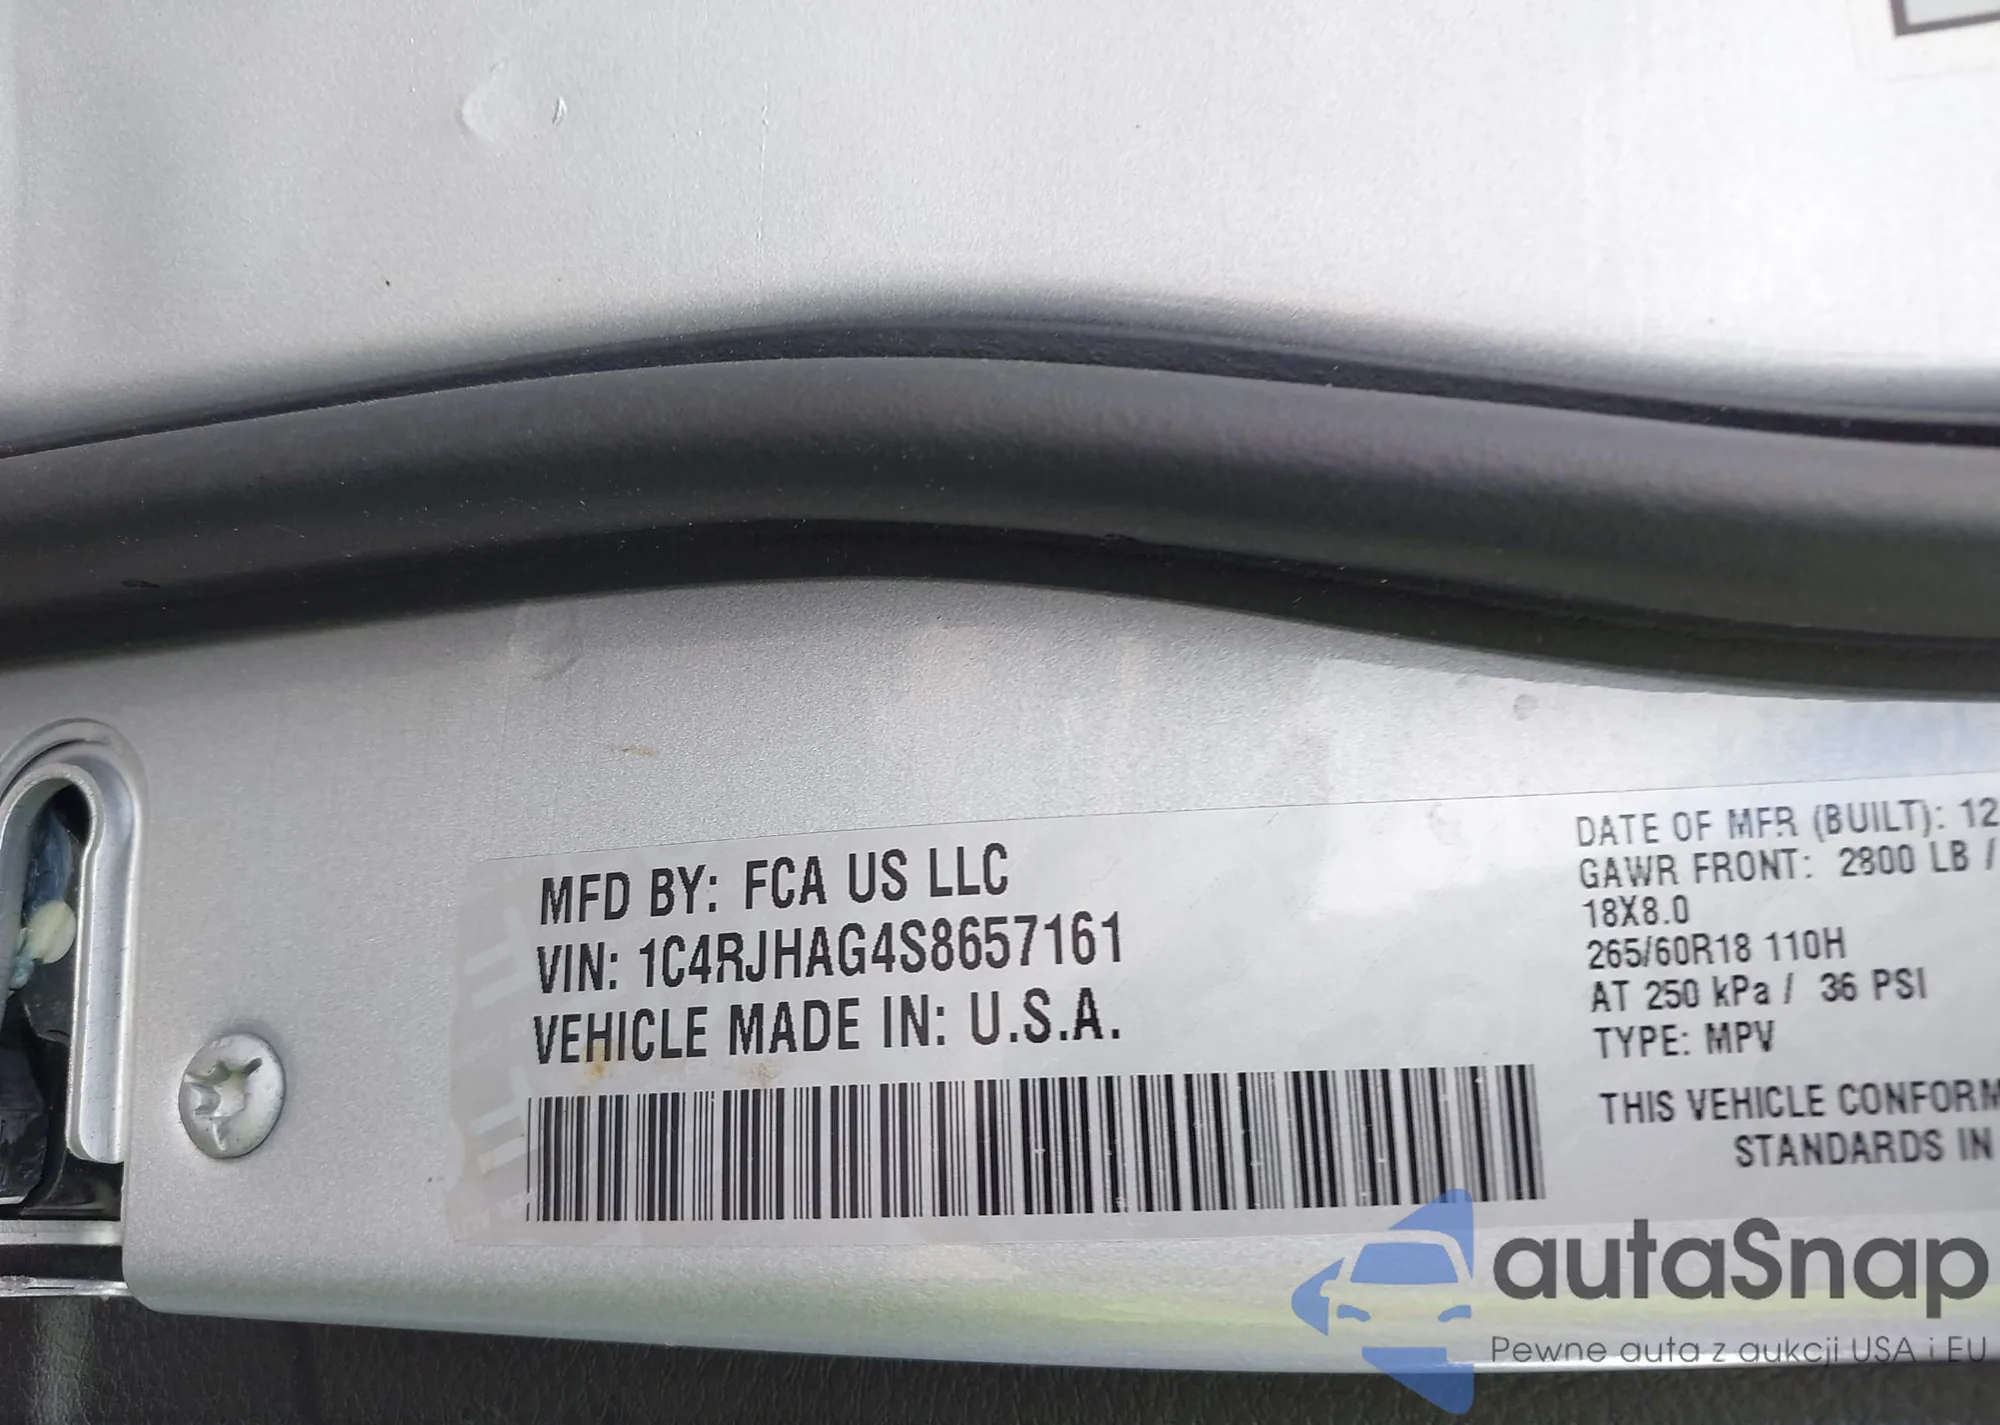 MFD BY: FCA US LLC
VIN: 1C4RJHAG4S8657161
VEHICLE MADE IN: U.S.A.
DATE OF MFR (BUILT): 12
GAWR FRONT: 2800 LB /
18X8.0
265/60R18 110H
AT 250 kPa / 36 PSI
TYPE: MPV
THIS VEHICLE CONFORM
STANDARDS IN
autaSnap
Pewne auta z aukcji USA i EU